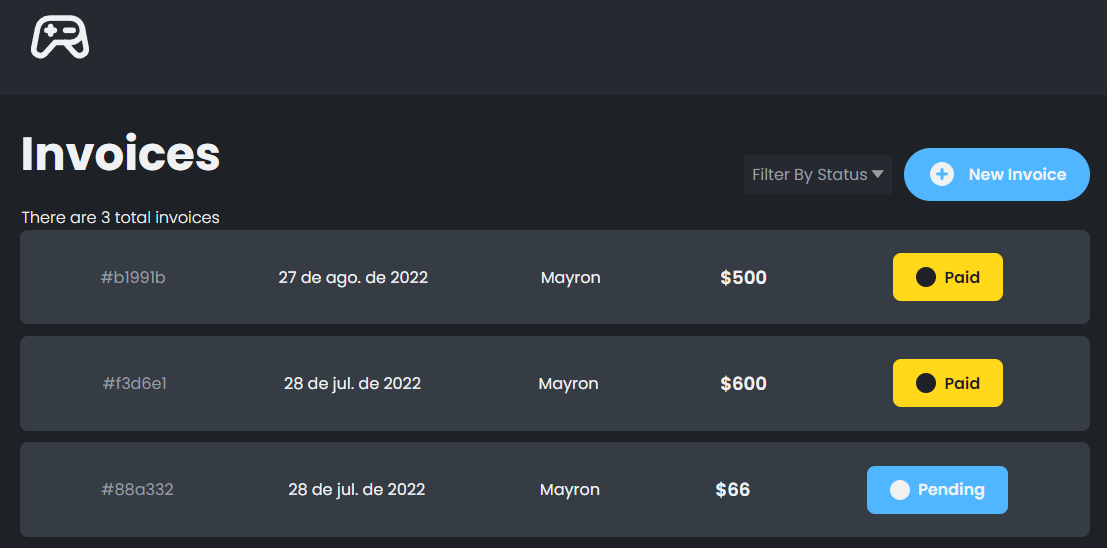 Invoices
Filter By Status
New Invoice
There are 3 total invoices
#b1991b 27 de ago. de 2022 Mayron $500 Paid
#f3d6e1 28 de jul. de 2022 Mayron $600 Paid
#88a332 28 de jul. de 2022 Mayron $66 Pending